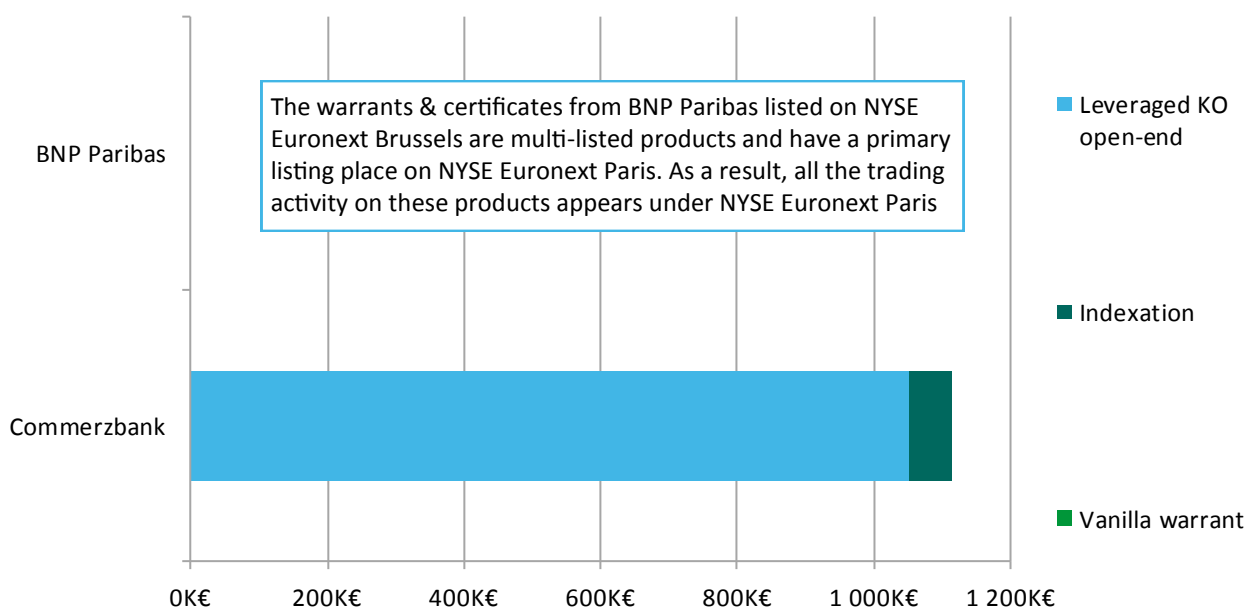 The warrants & certificates from BNP Paribas listed on NYSE
Euronext Brussels are multi-listed products and have a primary
listing place on NYSE Euronext Paris. As a result, all the trading
activity on these products appears under NYSE Euronext Paris
BNP Paribas
Commerzbank
0K€ 200K€ 400K€ 600K€ 800K€ 1 000K€ 1 200K€
Leveraged KO
open-end
Indexation
Vanilla warrant